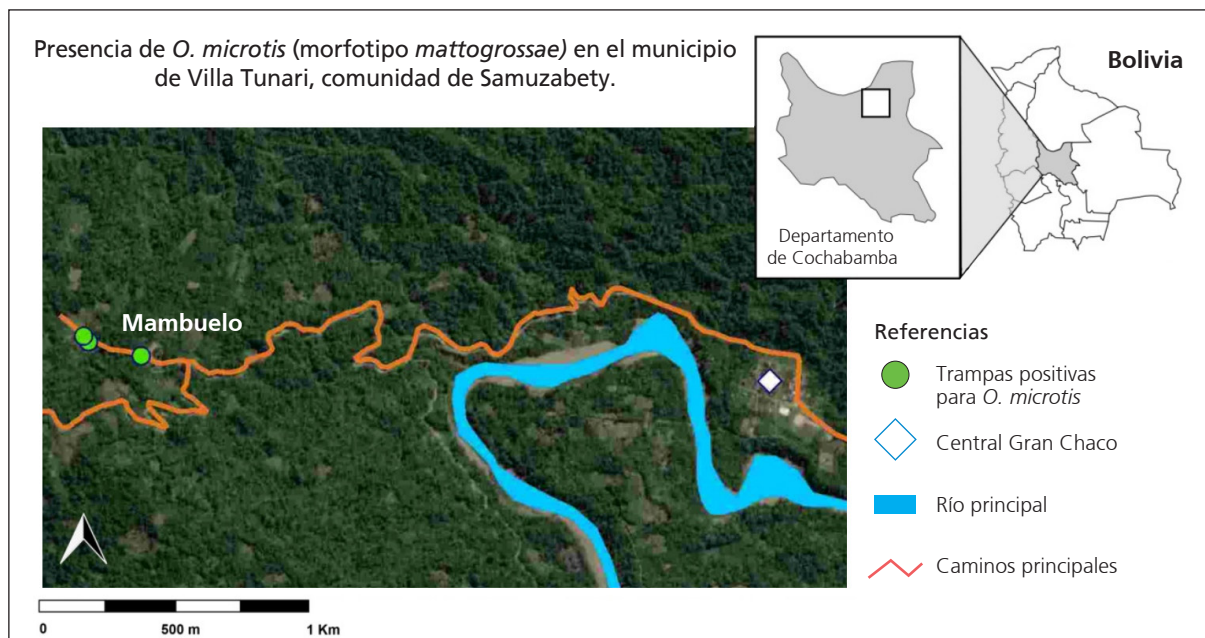 Presencia de O. microtis (morfotipo mattogrossae) en el municipio
de Villa Tunari, comunidad de Samuzabety.
Bolivia
Departamento
de Cochabamba
Mambuelo
Referencias
Trampas positivas
para O. microtis
Central Gran Chaco
Río principal
Caminos principales
0 500 m 1 Km